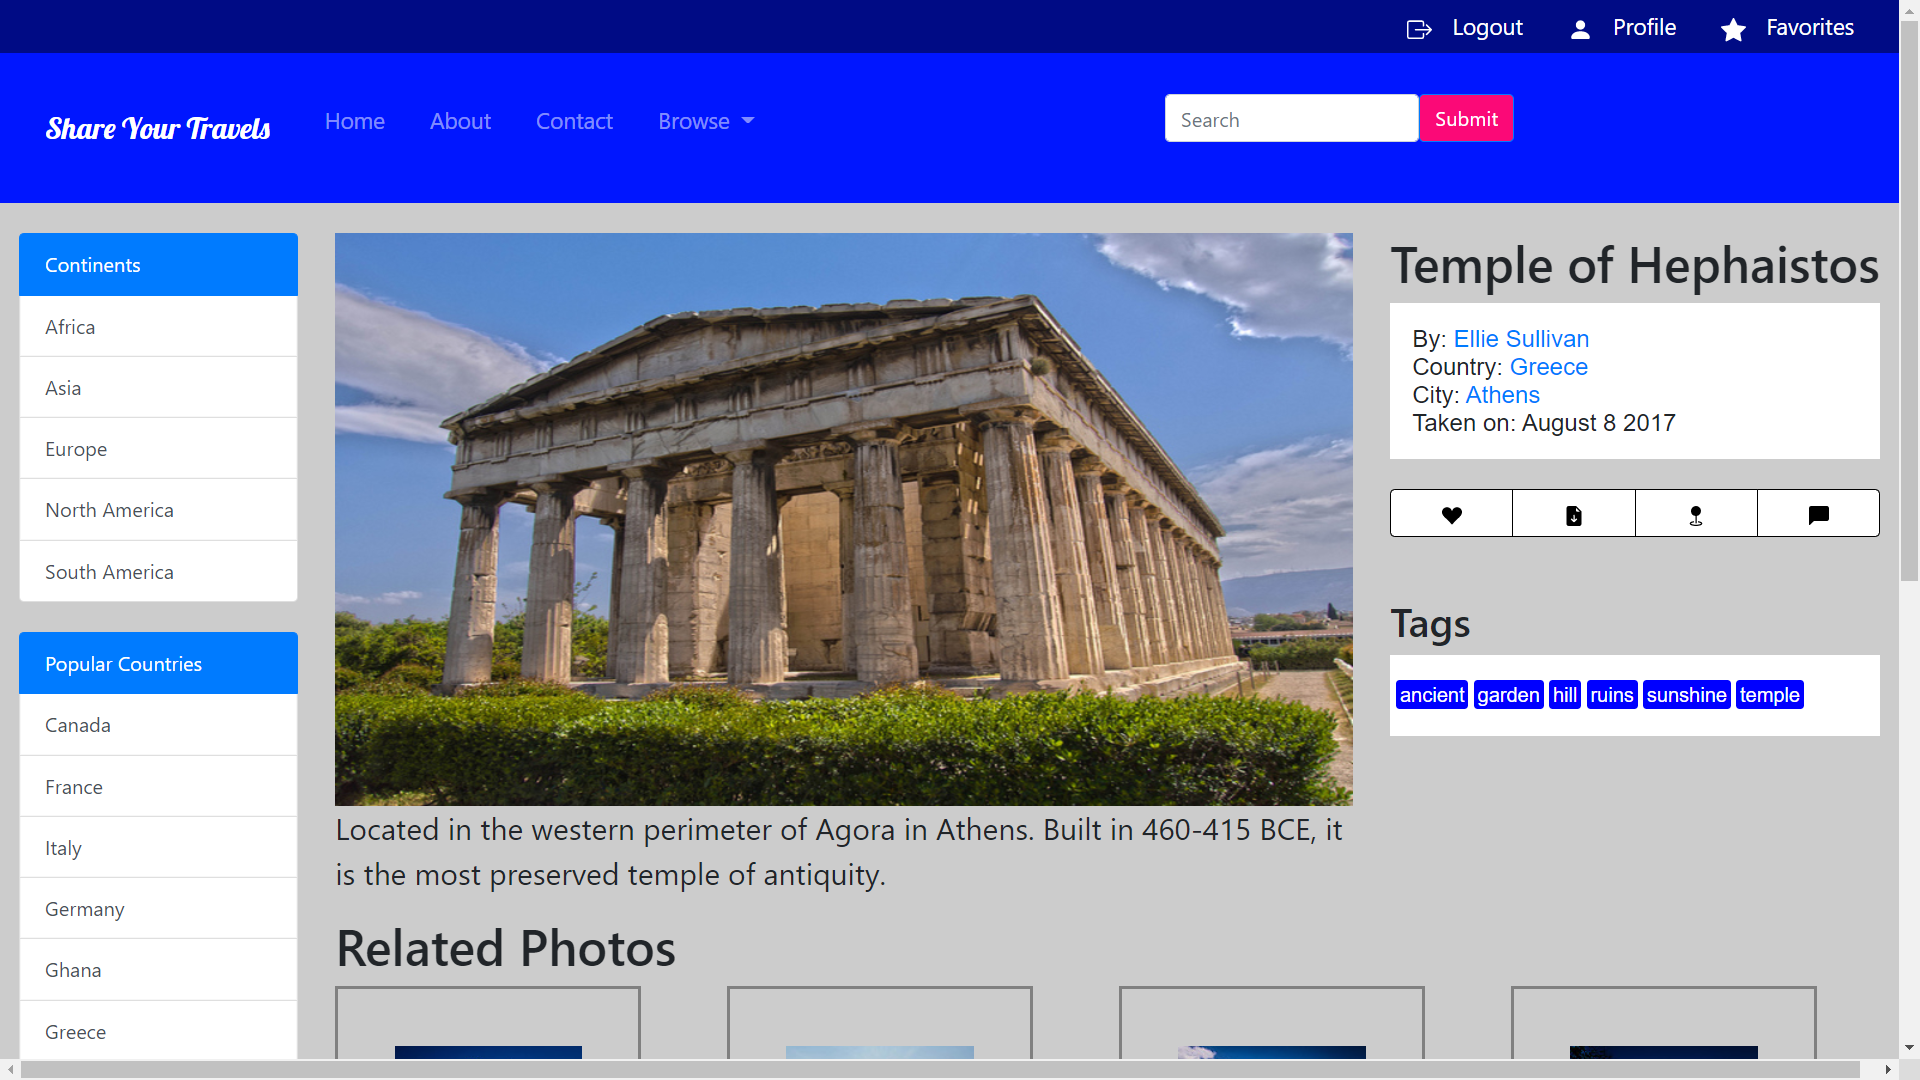 Logout Profile Favorites
Share Your Travels Home About Contact Browse Search Submit
Continents
Africa
Asia
Europe
North America
South America
Popular Countries
Canada
France
Italy
Germany
Ghana
Greece
Located in the western perimeter of Agora in Athens. Built in 460-415 BCE, it
is the most preserved temple of antiquity.
Related Photos
Temple of Hephaistos
By: Ellie Sullivan
Country: Greece
City: Athens
Taken on: August 8 2017
Tags
ancient garden hill ruins sunshine temple